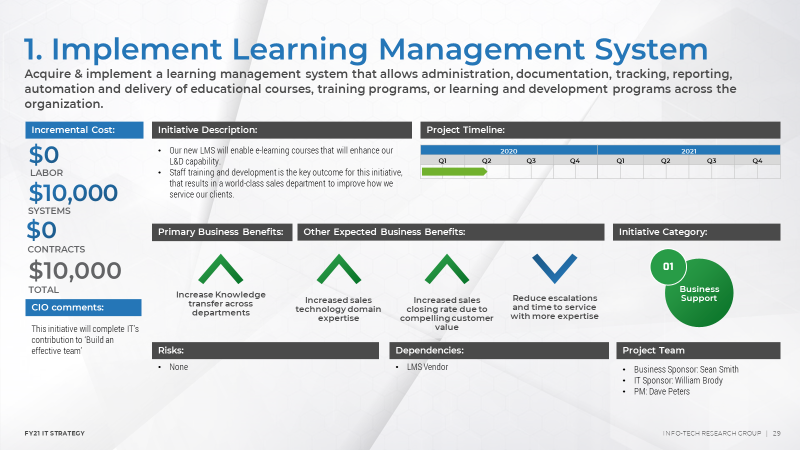 1. Implement Learning Management System
Acquire & implement a learning management system that allows administration, documentation, tracking, reporting,
automation and delivery of educational courses, training programs, or learning and development programs across the
organization.
Incremental Cost:
$0
LABOR
$10,000
SYSTEMS
$0
CONTRACTS
$10,000
TOTAL
CIO comments:
This initiative will complete IT's
contribution to 'Build an
effective team'
Initiative Description:
• Our new LMS will enable e-learning courses that will enhance our
L&D capability.
• Staff training and development is the key outcome for this initiative,
that results in a world-class sales department to improve how we
service our clients.
Project Timeline:
2020 2021
Q1 Q2 Q3 Q4 Q1 Q2 Q3 Q4
Primary Business Benefits:
Increase Knowledge
transfer across
departments
Other Expected Business Benefits:
Increased sales
technology domain
expertise
Increased sales
closing rate due to
compelling customer
value
Reduce escalations
and time to service
with more expertise
Initiative Category:
01
Business
Support
Risks:
• None
Dependencies:
• LMS Vendor
Project Team
• Business Sponsor: Sean Smith
• IT Sponsor: William Brody
• PM: Dave Peters
FY21 IT STRATEGY
INFO-TECH RESEARCH GROUP | 29